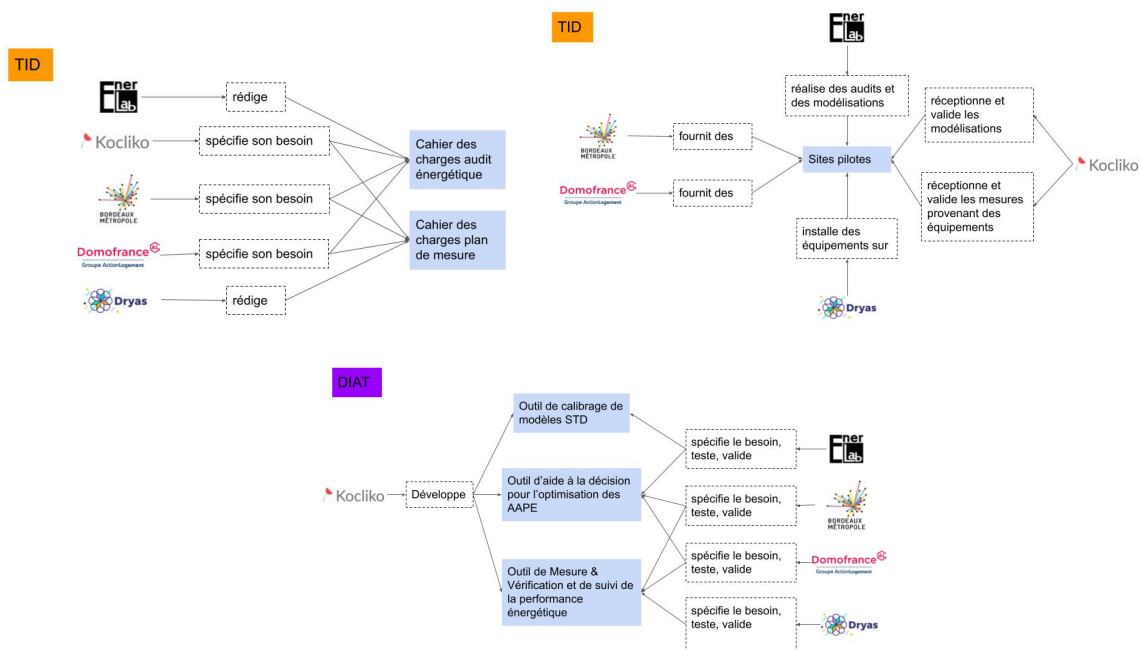 TID
Ener
Lab
rédige
Kocliko
spécifie son besoin
BORDEAUX
MÉTROPOLE
spécifie son besoin
Domofrance
Groupe ActionLogement
spécifie son besoin
Dryas
rédige
Cahier des
charges audit
énergétique
Cahier des
charges plan
de mesure
TID
Ener
Lab
réalise des audits et
des modélisations
BORDEAUX
MÉTROPOLE
fournit des
Domofrance
Groupe ActionLogement
fournit des
Sites pilotes
réceptionne et
valide les
modélisations
réceptionne et
valide les mesures
provenant des
équipements
Kocliko
installe des
équipements sur
Dryas
DIAT
Kocliko
Développe
Outil de calibrage de
modèles STD
Outil d'aide à la décision
pour l'optimisation des
AAPE
Outil de Mesure &
Vérification et de suivi de
la performance
énergétique
spécifie le besoin,
teste, valide
Ener
Lab
spécifie le besoin,
teste, valide
BORDEAUX
MÉTROPOLE
spécifie le besoin,
teste, valide
Domofrance
Groupe ActionLogement
spécifie le besoin,
teste, valide
Dryas